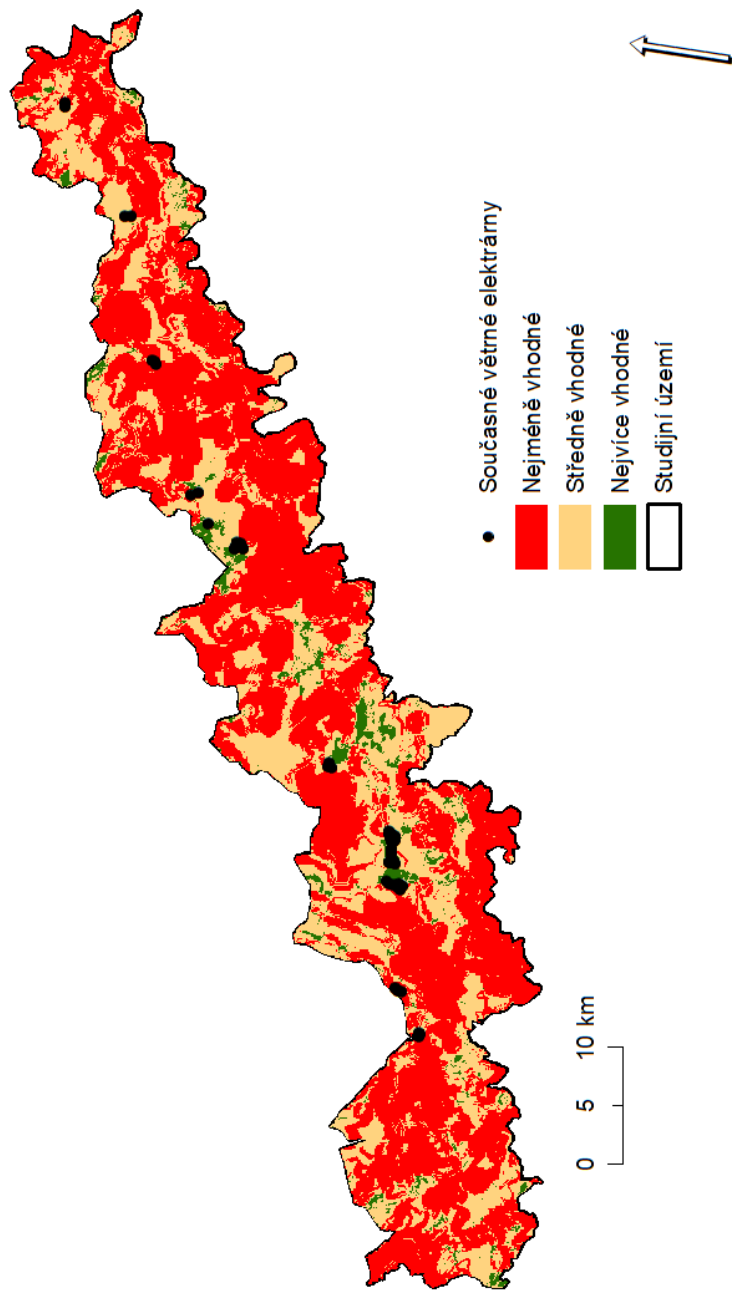 Současné větrné elektrárny
Nejméně vhodné
Středně vhodné
Nejvíce vhodné
Studijní území
0 5 10 km